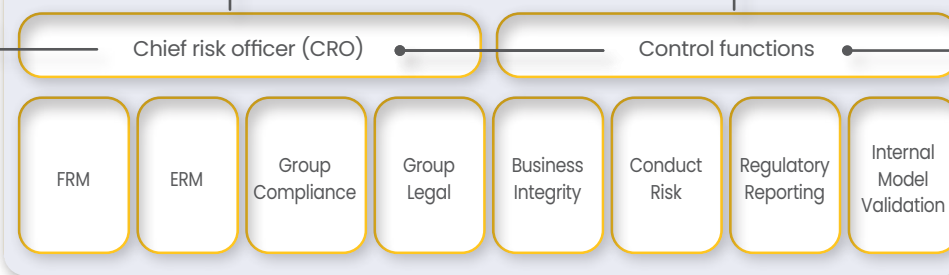 Chief risk officer (CRO)
Control functions
FRM
ERM
Group
Compliance
Group
Legal
Business
Integrity
Conduct
Risk
Regulatory
Reporting
Internal
Model
Validation